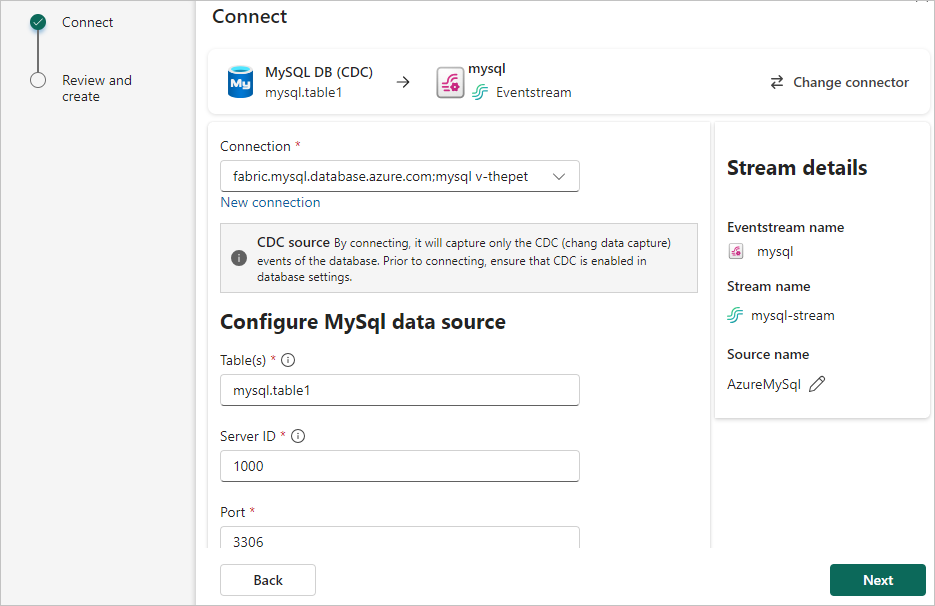 Connect
Review and
create
Connect
My
MySQL DB (CDC)
mysql.table1
mysql
Eventstream
Change connector
Connection *
fabric.mysql.database.azure.com;mysql v-thepet
New connection
CDC source By connecting, it will capture only the CDC (chang data capture)
events of the database. Prior to connecting, ensure that CDC is enabled in
database settings.
Configure MySql data source
Table(s) *
mysql.table1
Server ID *
1000
Port *
3306
Back
Next
Stream details
Eventstream name
mysql
Stream name
mysql-stream
Source name
AzureMySql